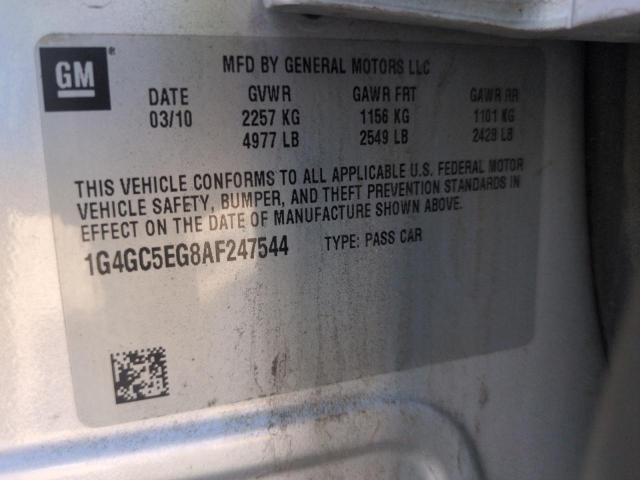 GM
MFD BY GENERAL MOTORS LLC
DATE GVWR GAWR FRT GAWR RR
03/10 2257 KG 1156 KG 1101 KG
4977 LB 2549 LB 2428 LB
THIS VEHICLE CONFORMS TO ALL APPLICABLE U.S. FEDERAL MOTOR
VEHICLE SAFETY, BUMPER, AND THEFT PREVENTION STANDARDS IN
EFFECT ON THE DATE OF MANUFACTURE SHOWN ABOVE.
1G4GC5EG8AF247544 TYPE: PASS CAR